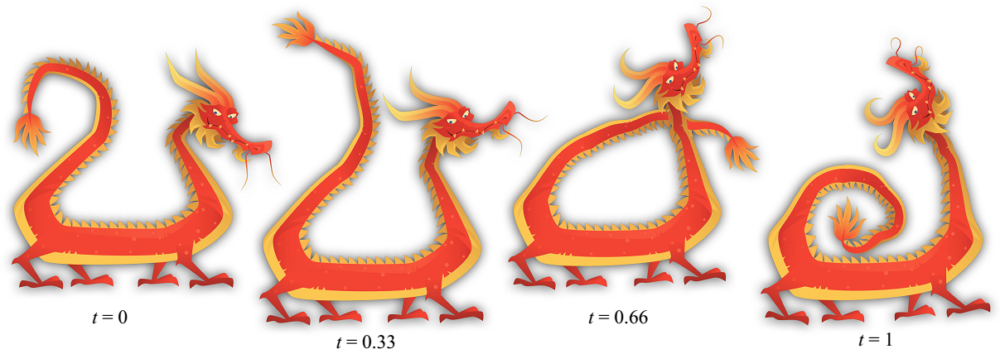 t = 0
t = 0.33
t = 0.66
t = 1